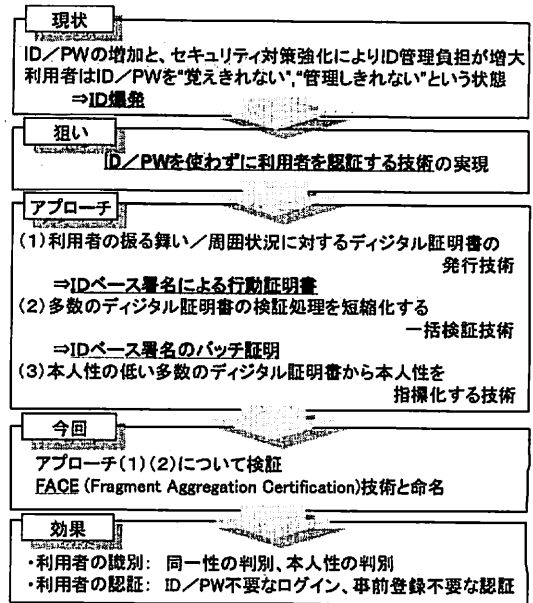 現状
ID／PWの増加と、セキュリティ対策強化によりID管理負担が増大
利用者はID／PWを“覚えきれない”,“管理しきれない”という状態
⇒ID爆発
狙い
ID／PWを使わずに利用者を認証する技術の実現
アプローチ
(1)利用者の振る舞い／周囲状況に対するディジタル証明書の
発行技術
⇒IDベース署名による行動証明書
(2)多数のディジタル証明書の検証処理を短縮化する
一括検証技術
⇒IDベース署名のバッチ証明
(3)本人性の低い多数のディジタル証明書から本人性を
指標化する技術
今回
アプローチ(1)(2)について検証
FACE (Fragment Aggregation Certification)技術と命名
効果
・利用者の識別： 同一性の判別、本人性の判別
・利用者の認証： ID／PW不要なログイン、事前登録不要な認証